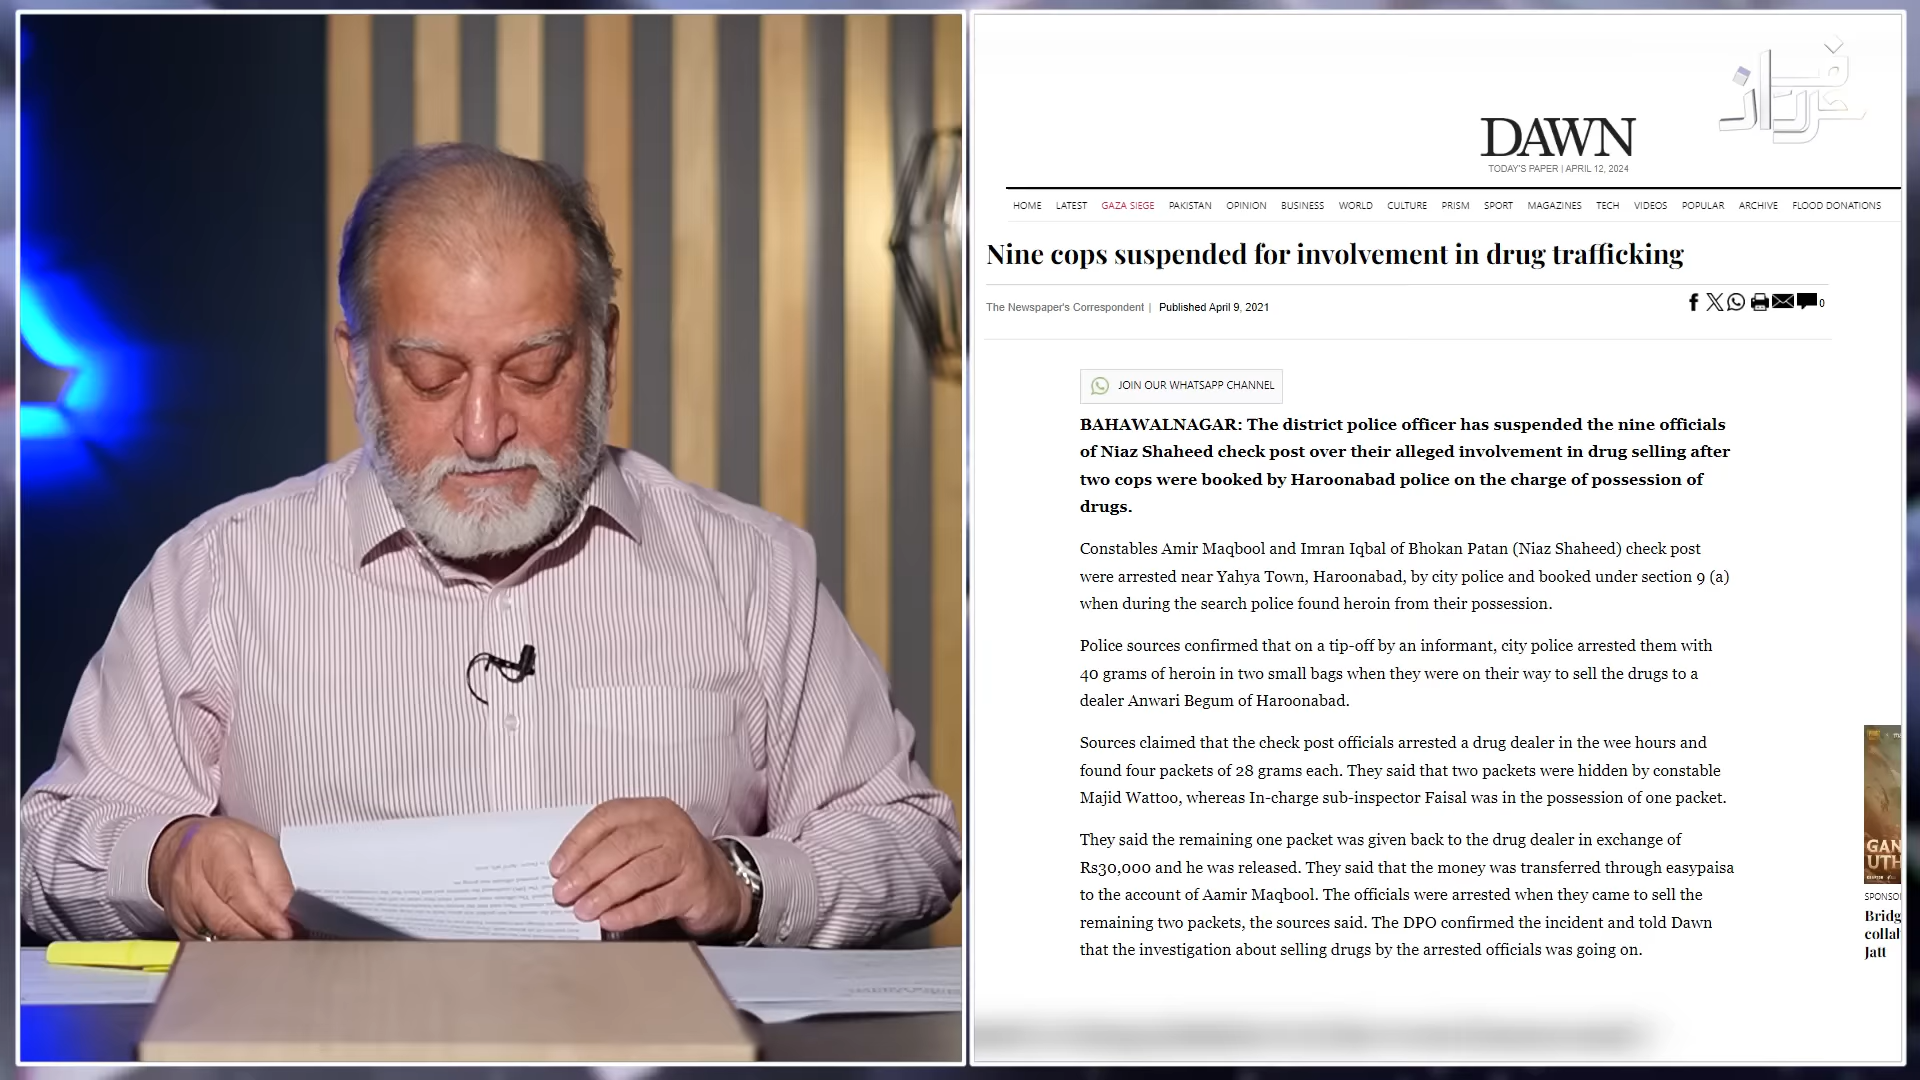 حرف راز
DAWN
TODAY'S PAPER | APRIL 12, 2024
HOME LATEST GAZA SIEGE PAKISTAN OPINION BUSINESS WORLD CULTURE PRISM SPORT MAGAZINES TECH VIDEOS POPULAR ARCHIVE FLOOD DONATIONS
Nine cops suspended for involvement in drug trafficking
The Newspaper's Correspondent | Published April 9, 2021
0
JOIN OUR WHATSAPP CHANNEL
BAHAWALNAGAR: The district police officer has suspended the nine officials
of Niaz Shaheed check post over their alleged involvement in drug selling after
two cops were booked by Haroonabad police on the charge of possession of
drugs.
Constables Amir Maqbool and Imran Iqbal of Bhokan Patan (Niaz Shaheed) check post
were arrested near Yahya Town, Haroonabad, by city police and booked under section 9 (a)
when during the search police found heroin from their possession.
Police sources confirmed that on a tip-off by an informant, city police arrested them with
40 grams of heroin in two small bags when they were on their way to sell the drugs to a
dealer Anwari Begum of Haroonabad.
Sources claimed that the check post officials arrested a drug dealer in the wee hours and
found four packets of 28 grams each. They said that two packets were hidden by constable
Majid Wattoo, whereas In-charge sub-inspector Faisal was in the possession of one packet.
They said the remaining one packet was given back to the drug dealer in exchange of
Rs30,000 and he was released. They said that the money was transferred through easypaisa
to the account of Aamir Maqbool. The officials were arrested when they came to sell the
remaining two packets, the sources said. The DPO confirmed the incident and told Dawn
that the investigation about selling drugs by the arrested officials was going on.
GAN
UTH
SPONSO
Bridg
collal
Jatt